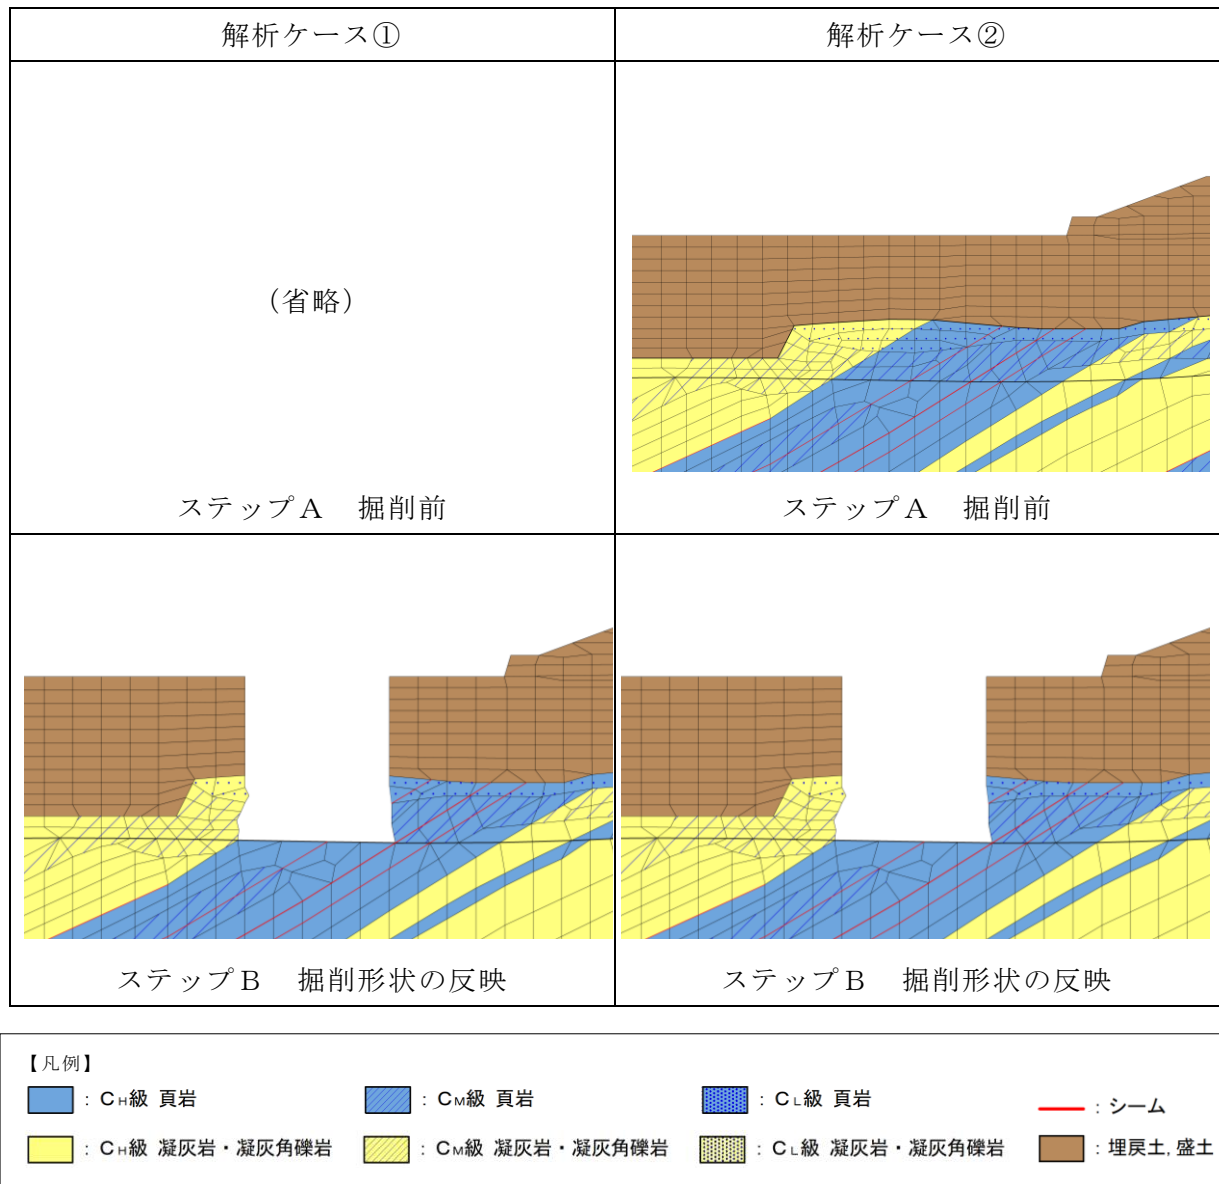 解析ケース①
解析ケース②
(省略)
ステップA 掘削前
ステップA 掘削前
ステップB 掘削形状の反映
ステップB 掘削形状の反映
【凡例】
：CH級 頁岩
：CM級 頁岩
：CL級 頁岩
：シーム
：CH級 凝灰岩・凝灰角礫岩
：CM級 凝灰岩・凝灰角礫岩
：CL級 凝灰岩・凝灰角礫岩
：埋戻土, 盛土